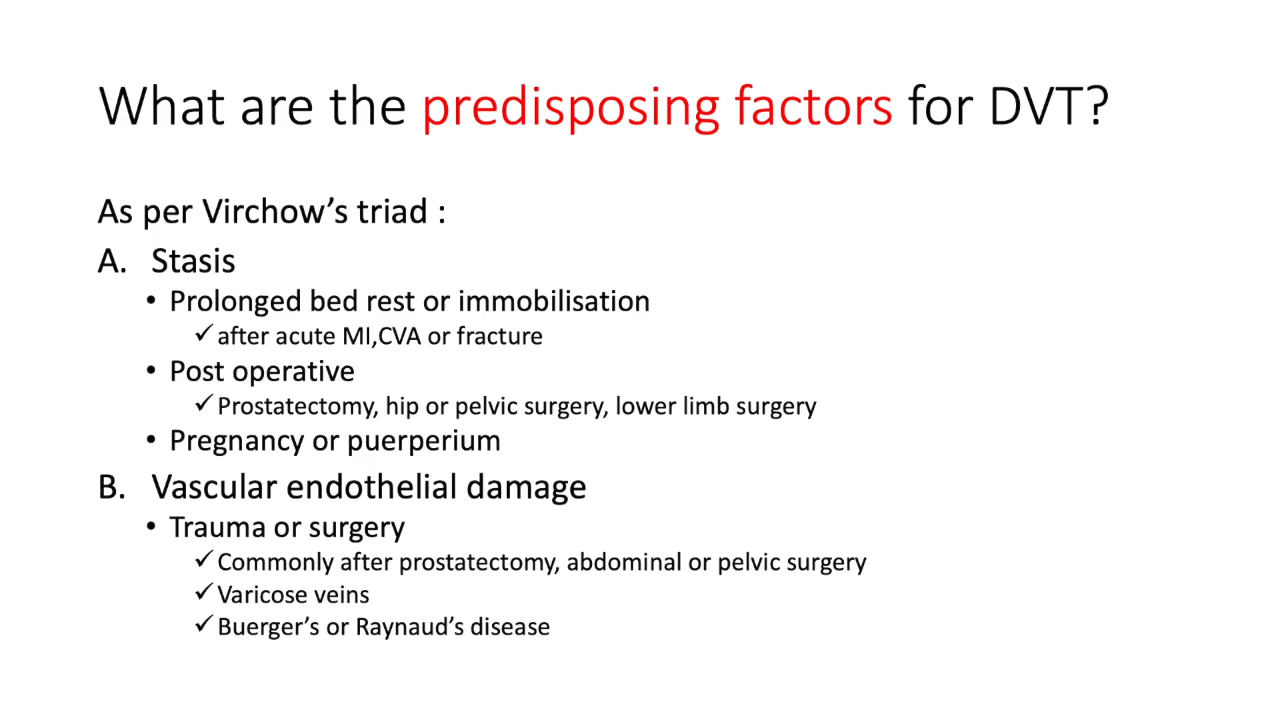 What are the predisposing factors for DVT?
As per Virchow’s triad :
A. Stasis
• Prolonged bed rest or immobilisation
✓ after acute MI,CVA or fracture
• Post operative
✓ Prostatectomy, hip or pelvic surgery, lower limb surgery
• Pregnancy or puerperium
B. Vascular endothelial damage
• Trauma or surgery
✓ Commonly after prostatectomy, abdominal or pelvic surgery
✓ Varicose veins
✓ Buerger’s or Raynaud’s disease